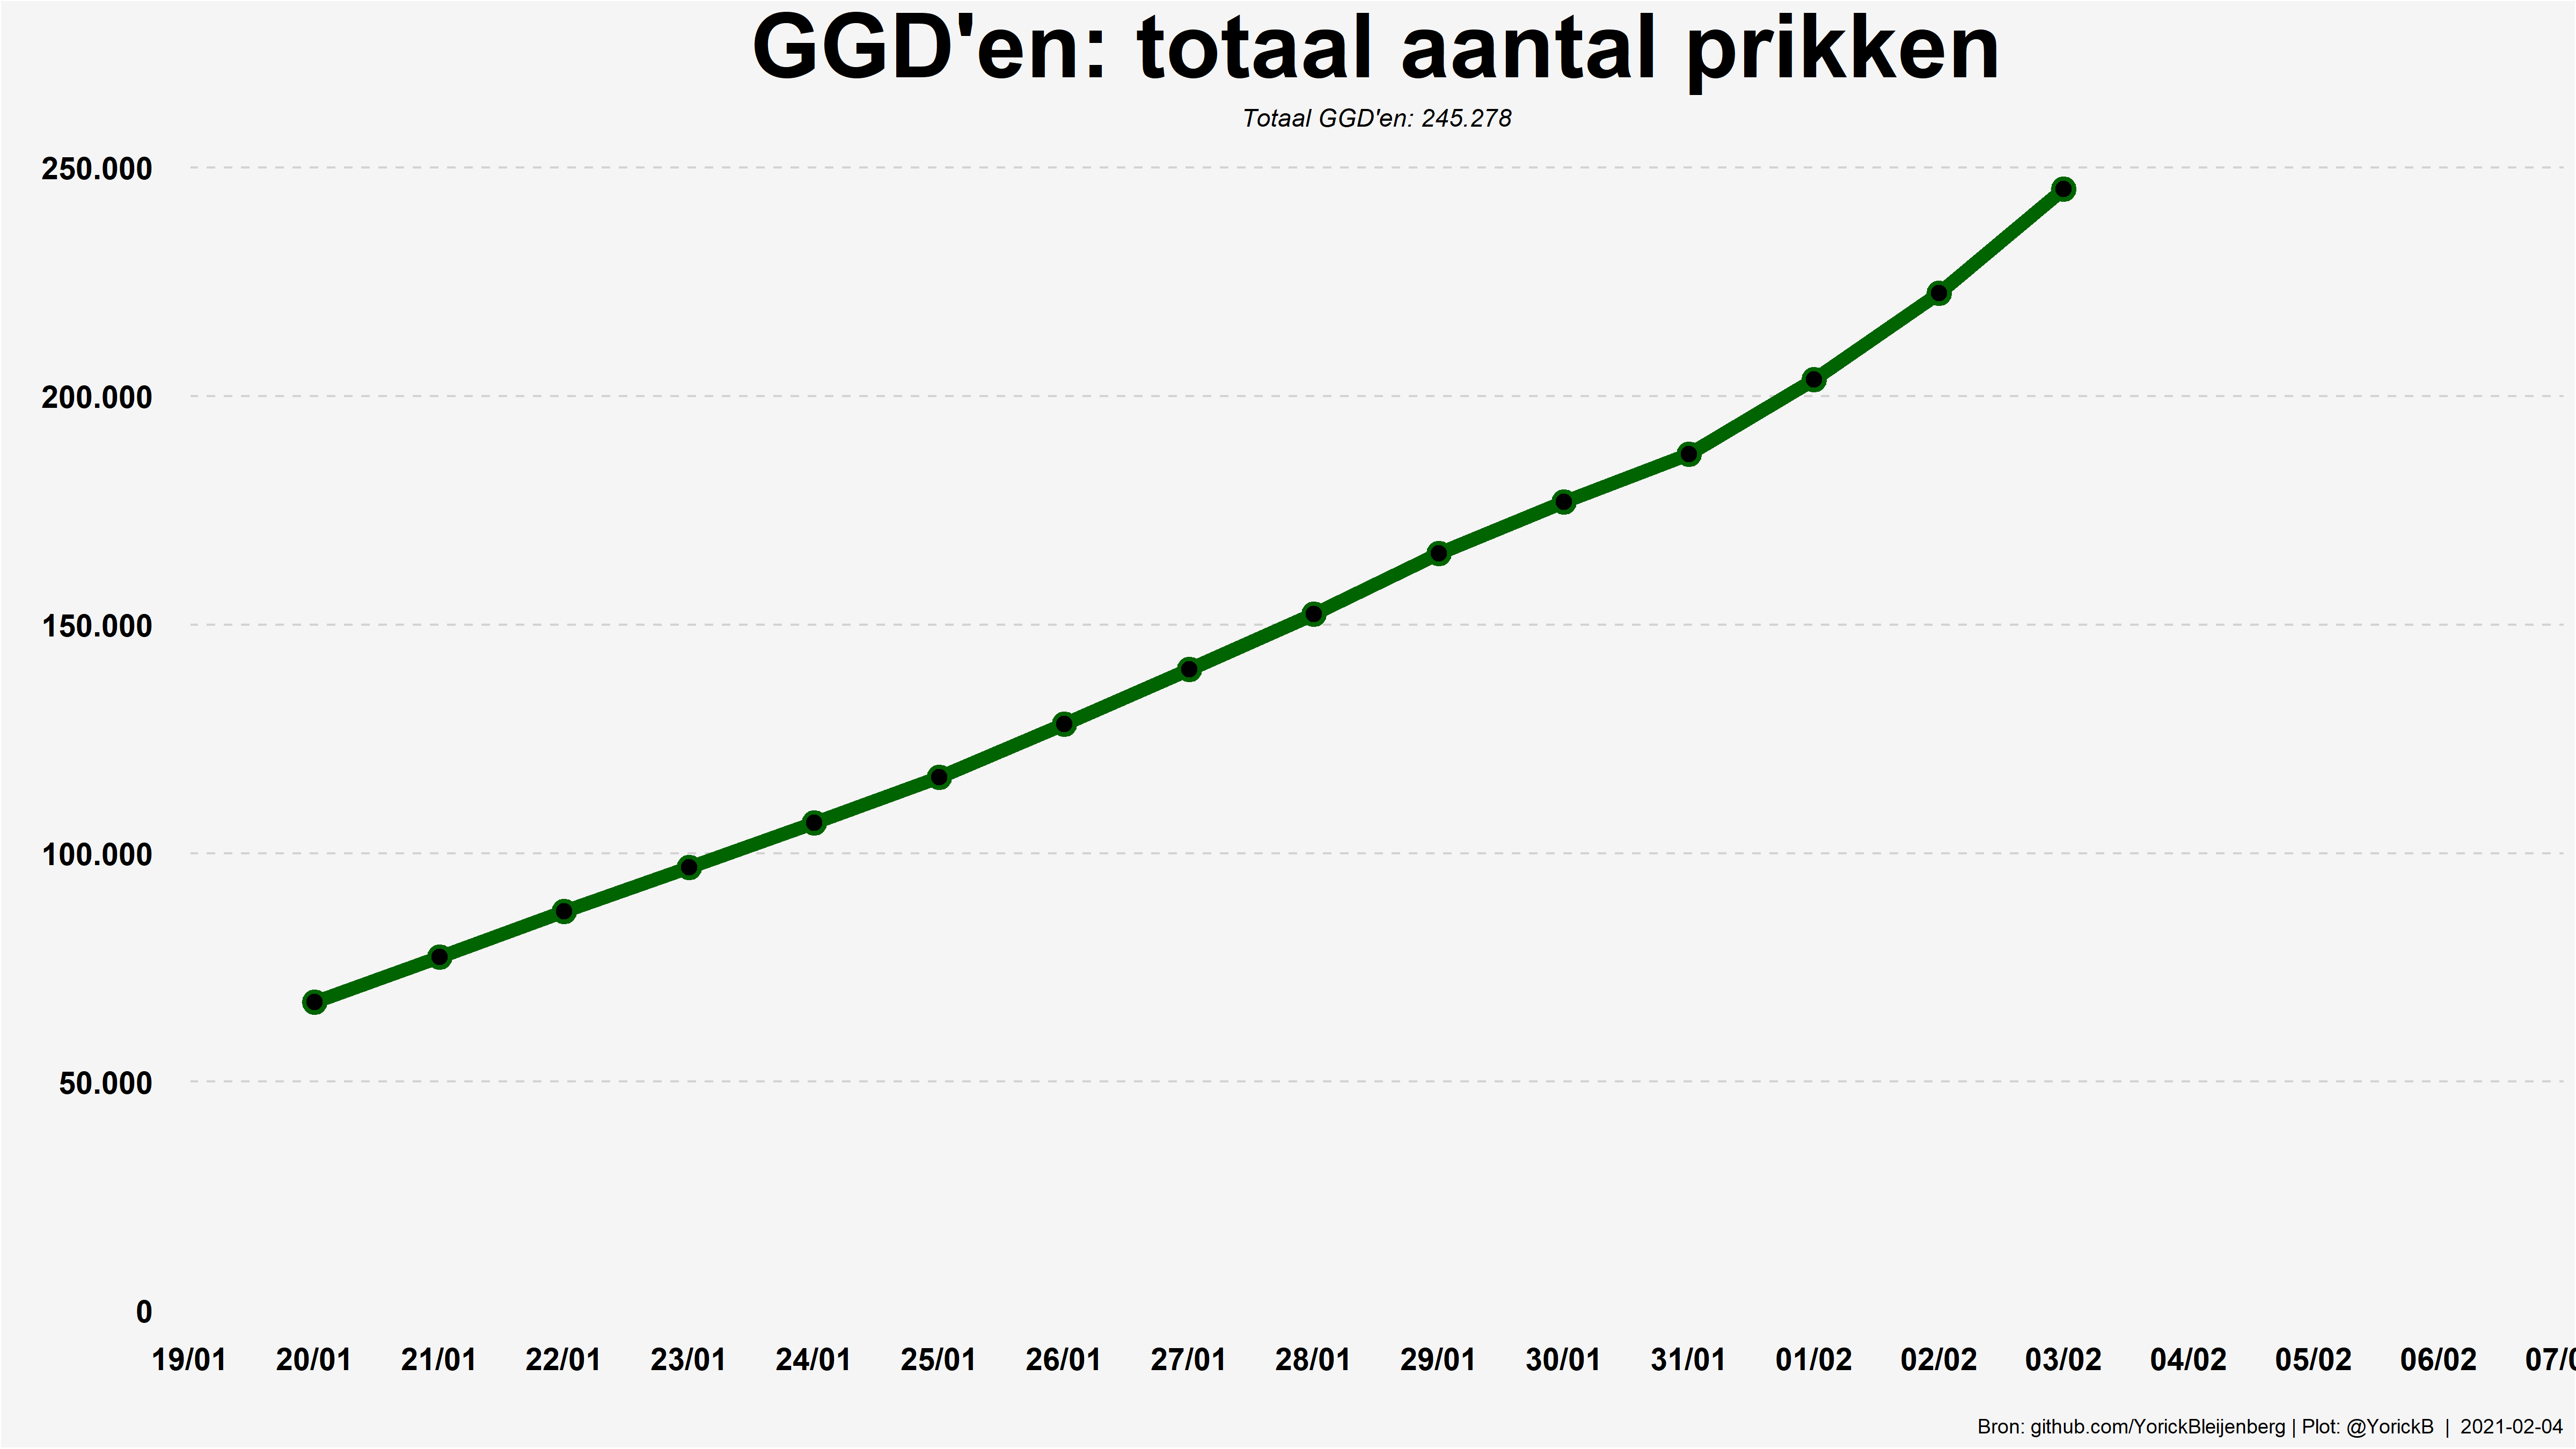 GGD'en: totaal aantal prikken
Totaal GGD'en: 245.278
250.000
200.000
150.000
100.000
50.000
0
19/01 20/01 21/01 22/01 23/01 24/01 25/01 26/01 27/01 28/01 29/01 30/01 31/01 01/02 02/02 03/02 04/02 05/02 06/02
Bron: github.com/YorickBleijenberg | Plot: @YorickB | 2021-02-04